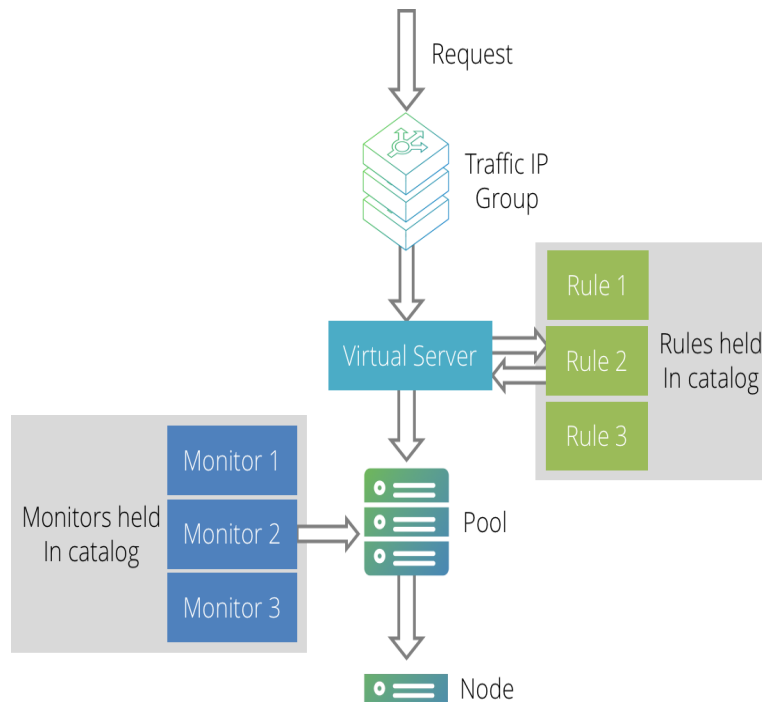 Request
Traffic IP
Group
Virtual Server
Rule 1
Rule 2
Rule 3
Rules held
In catalog
Monitors held
In catalog
Monitor 1
Monitor 2
Monitor 3
Pool
Node